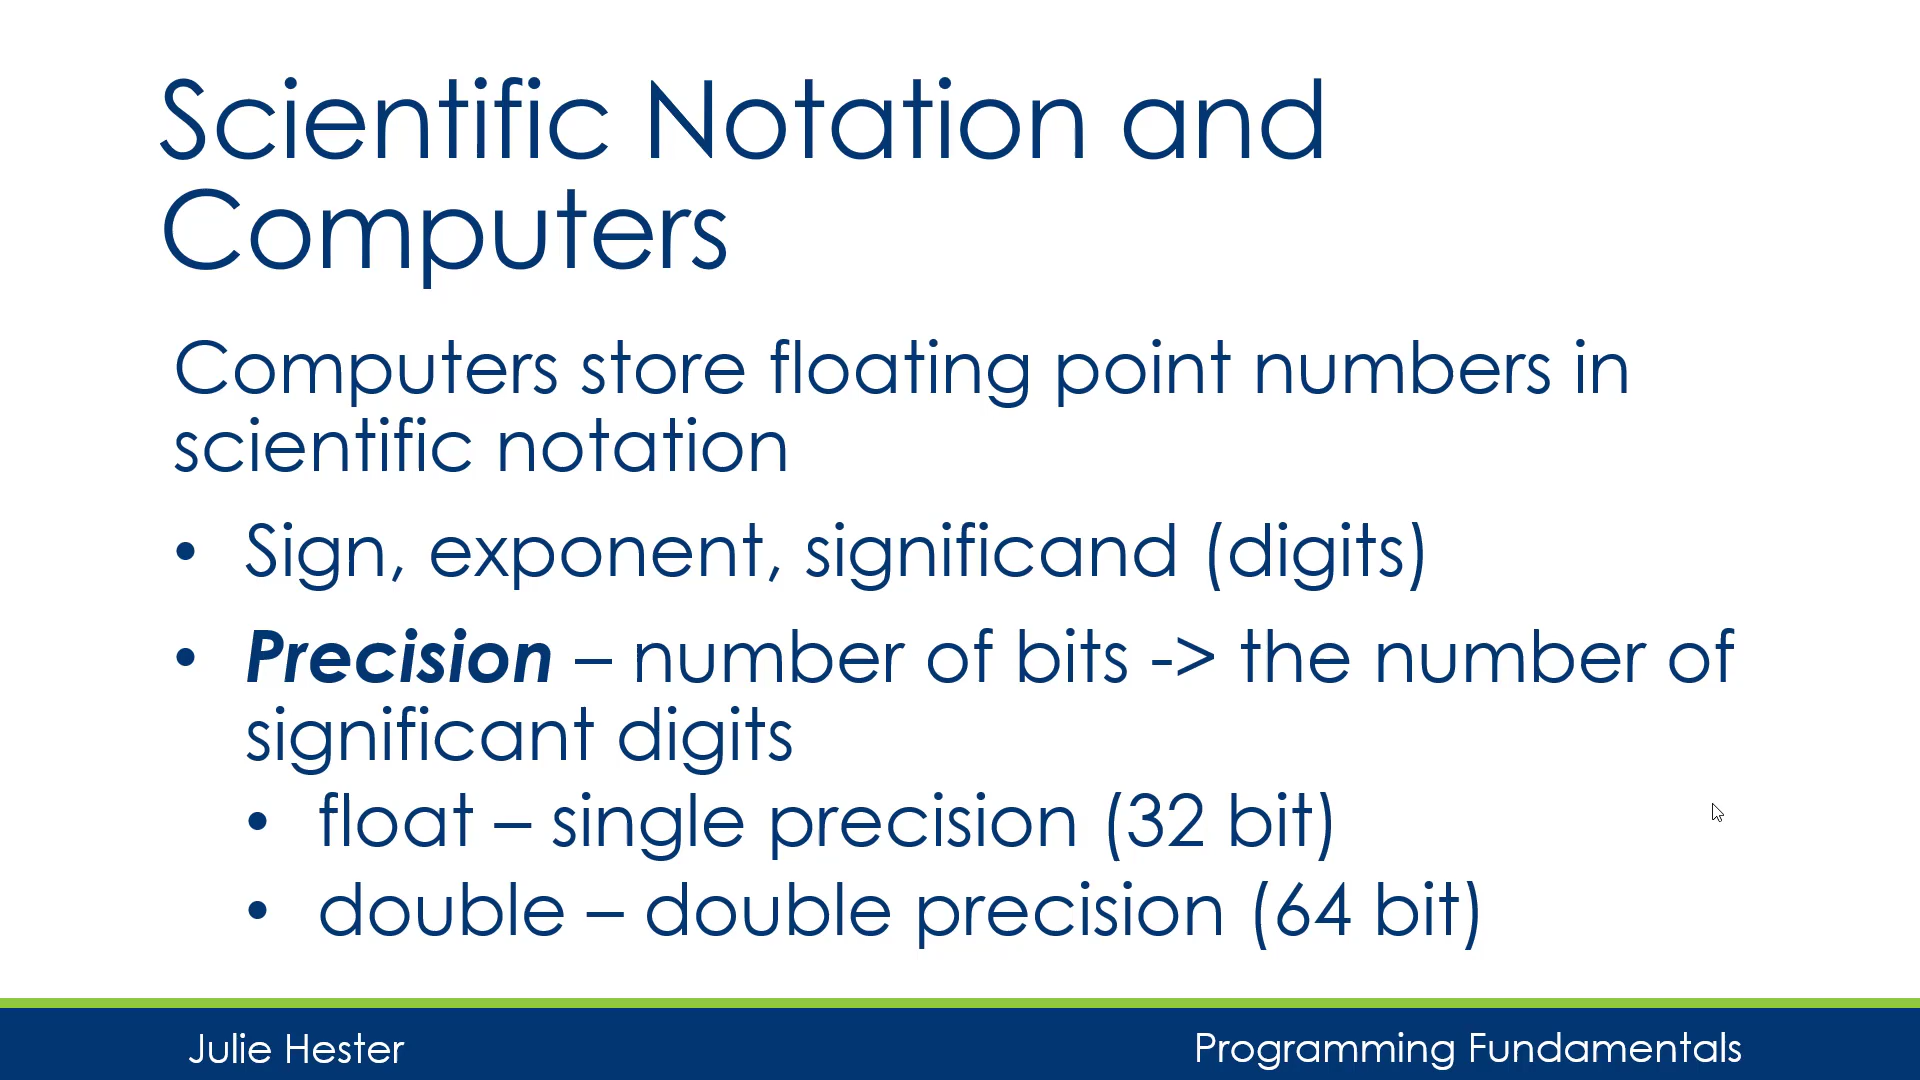 Scientific Notation and
Computers
Computers store floating point numbers in
scientific notation
• Sign, exponent, significand (digits)
• Precision – number of bits -> the number of
significant digits
• float – single precision (32 bit)
• double – double precision (64 bit)
Julie Hester
Programming Fundamentals